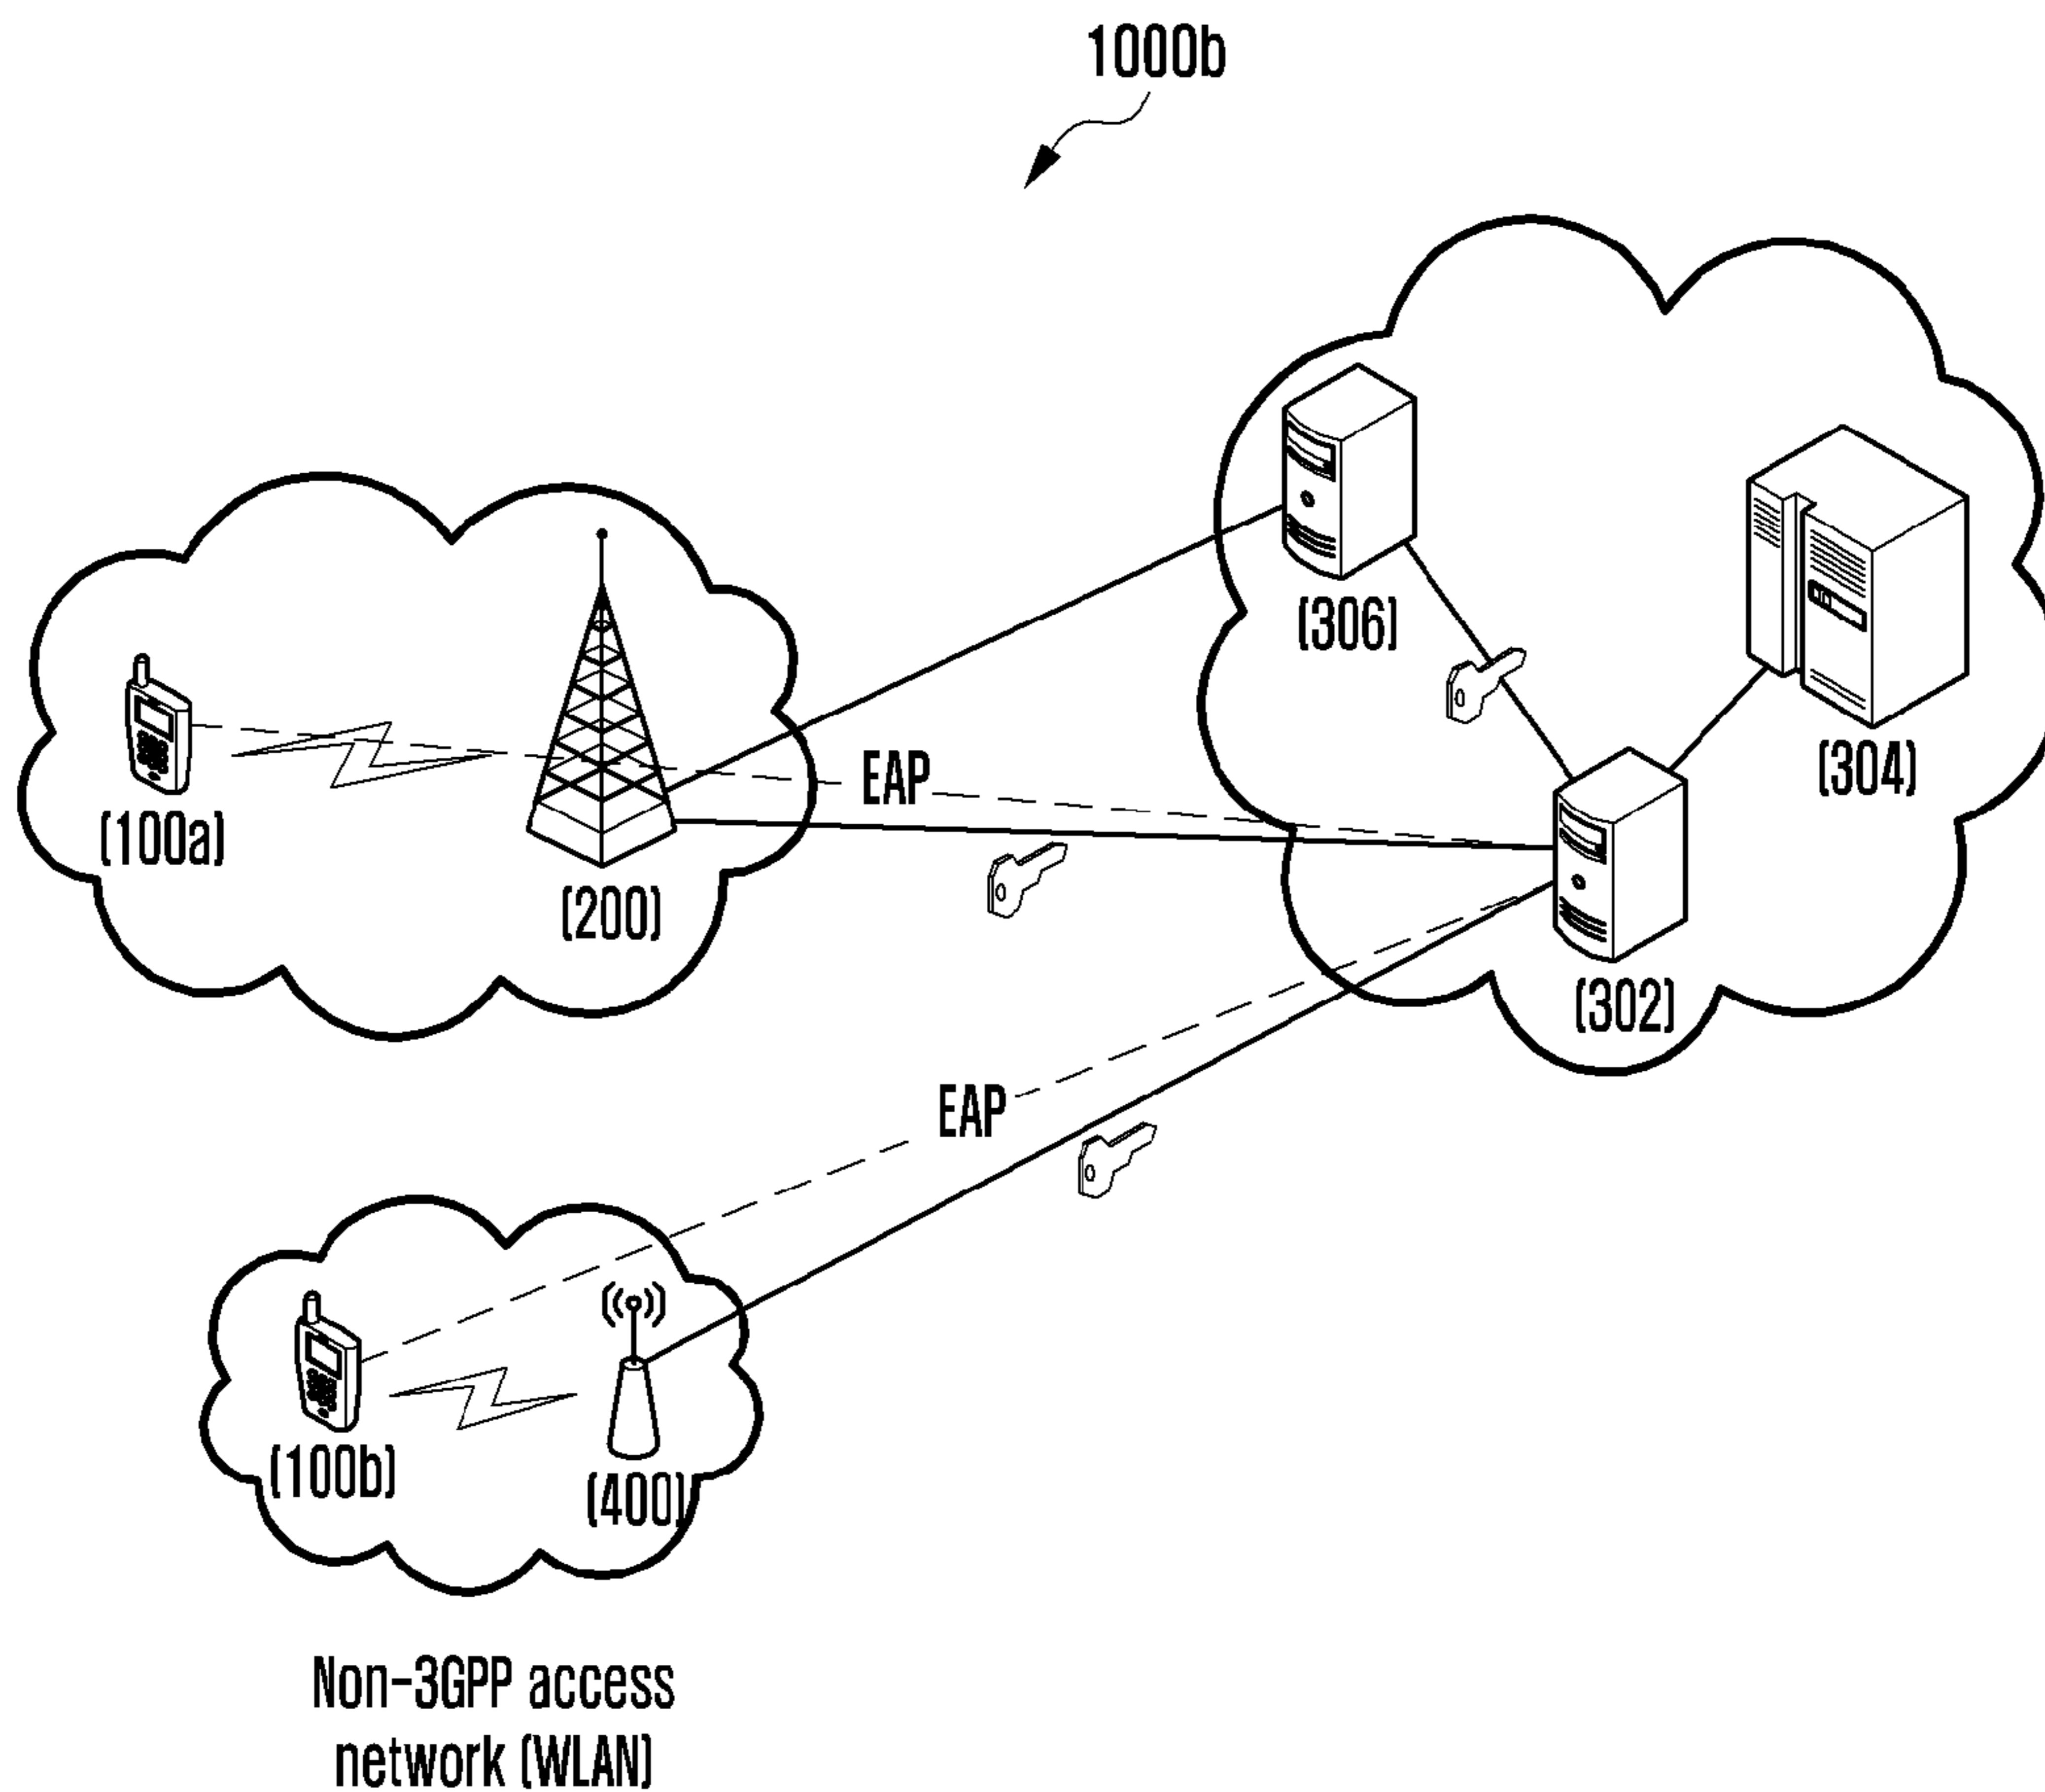 1000b
(306)
(304)
EAP
(100a)
(200)
(302)
EAP
(100b)
(400)
Non-3GPP access
network (WLAN)